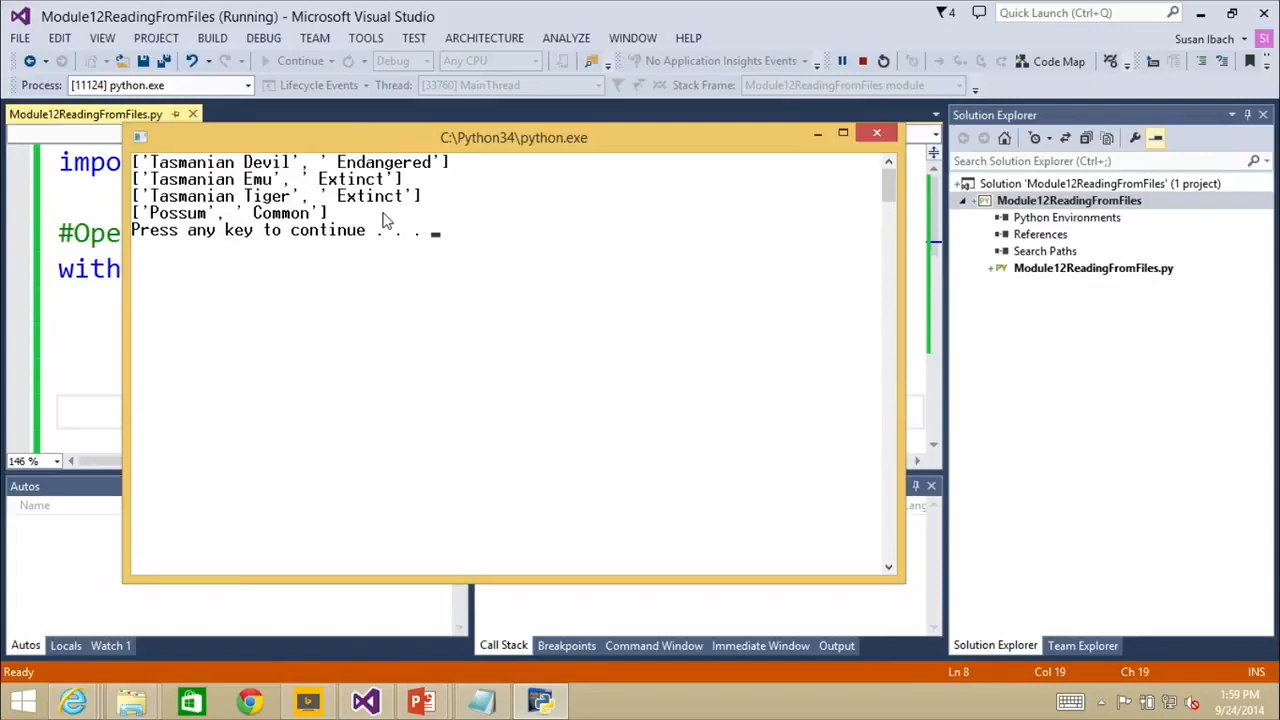 Module12ReadingFromFiles (Running) - Microsoft Visual Studio
4
Quick Launch (Ctrl+Q)
FILE EDIT VIEW PROJECT BUILD DEBUG TEAM TOOLS TEST ARCHITECTURE ANALYZE WINDOW HELP
Susan Ibach
SI
Continue
Debug
Any CPU
No Application Insights Events
Code Map
Process: [11124] python.exe
Lifecycle Events
Thread: [33760] MainThread
Stack Frame: Module12ReadingFromFiles module
Module12ReadingFromFiles.py
C:\Python34\python.exe
['Tasmanian Devil', ' Endangered']
['Tasmanian Emu', ' Extinct']
['Tasmanian Tiger', ' Extinct']
['Possum', ' Common']
Press any key to continue . . . _
impo
#Ope
with
146 %
Autos
Name
Lang
Autos Locals Watch 1
Call Stack Breakpoints Command Window Immediate Window Output
Solution Explorer
Search Solution Explorer (Ctrl+;)
Solution 'Module12ReadingFromFiles' (1 project)
Module12ReadingFromFiles
Python Environments
References
Search Paths
Module12ReadingFromFiles.py
Solution Explorer Team Explorer
Ready
Ln 8
Col 19
Ch 19
INS
1:59 PM
9/24/2014